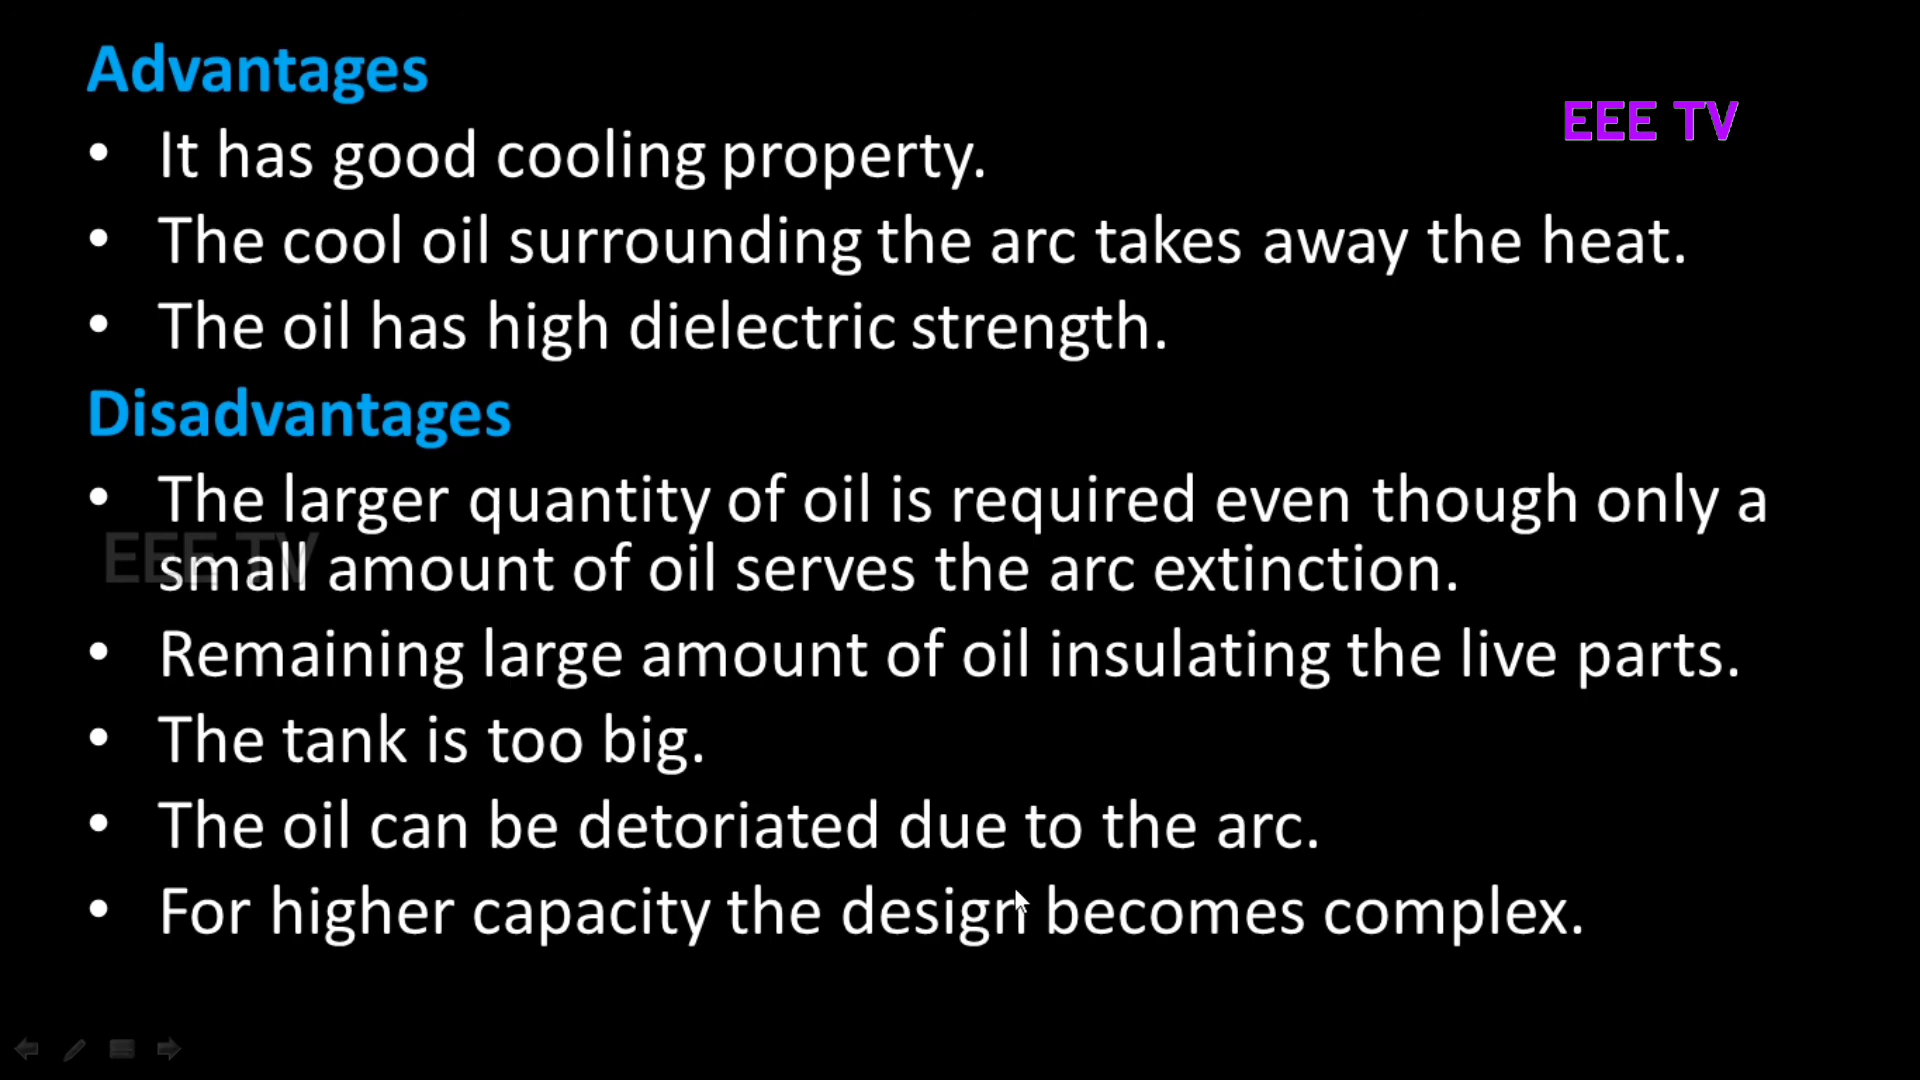 Advantages
EEE TV
• It has good cooling property.
• The cool oil surrounding the arc takes away the heat.
• The oil has high dielectric strength.
Disadvantages
• The larger quantity of oil is required even though only a
small amount of oil serves the arc extinction.
EEE TV
• Remaining large amount of oil insulating the live parts.
• The tank is too big.
• The oil can be detoriated due to the arc.
• For higher capacity the design becomes complex.